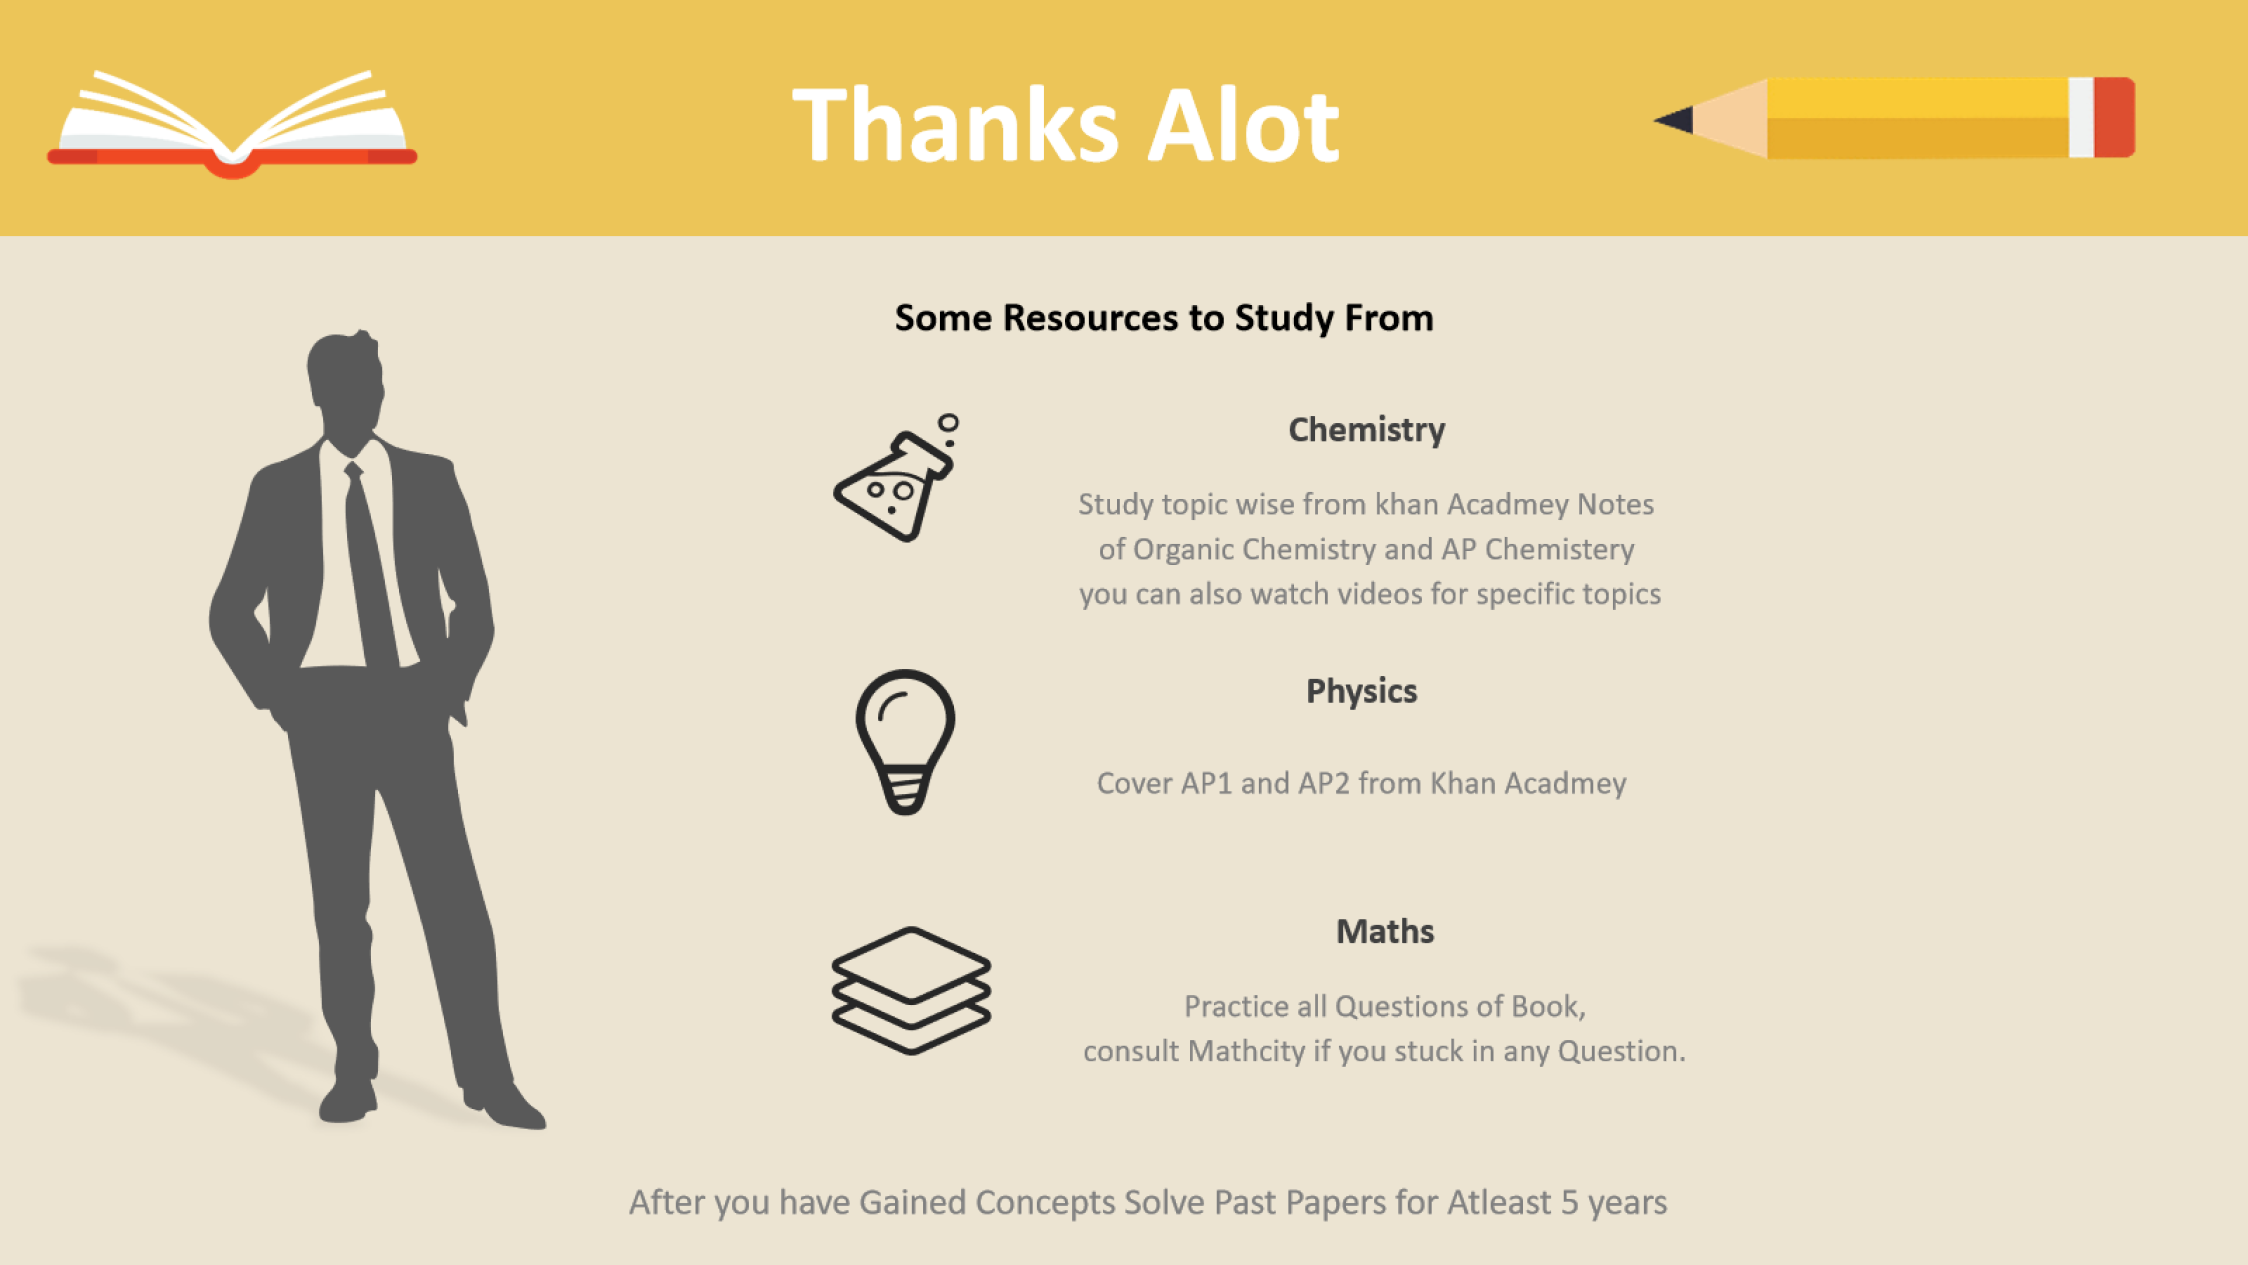 Thanks Alot
Some Resources to Study From
Chemistry
Study topic wise from khan Acadmey Notes
of Organic Chemistry and AP Chemistery
you can also watch videos for specific topics
Physics
Cover AP1 and AP2 from Khan Acadmey
Maths
Practice all Questions of Book,
consult Mathcity if you stuck in any Question.
After you have Gained Concepts Solve Past Papers for Atleast 5 years